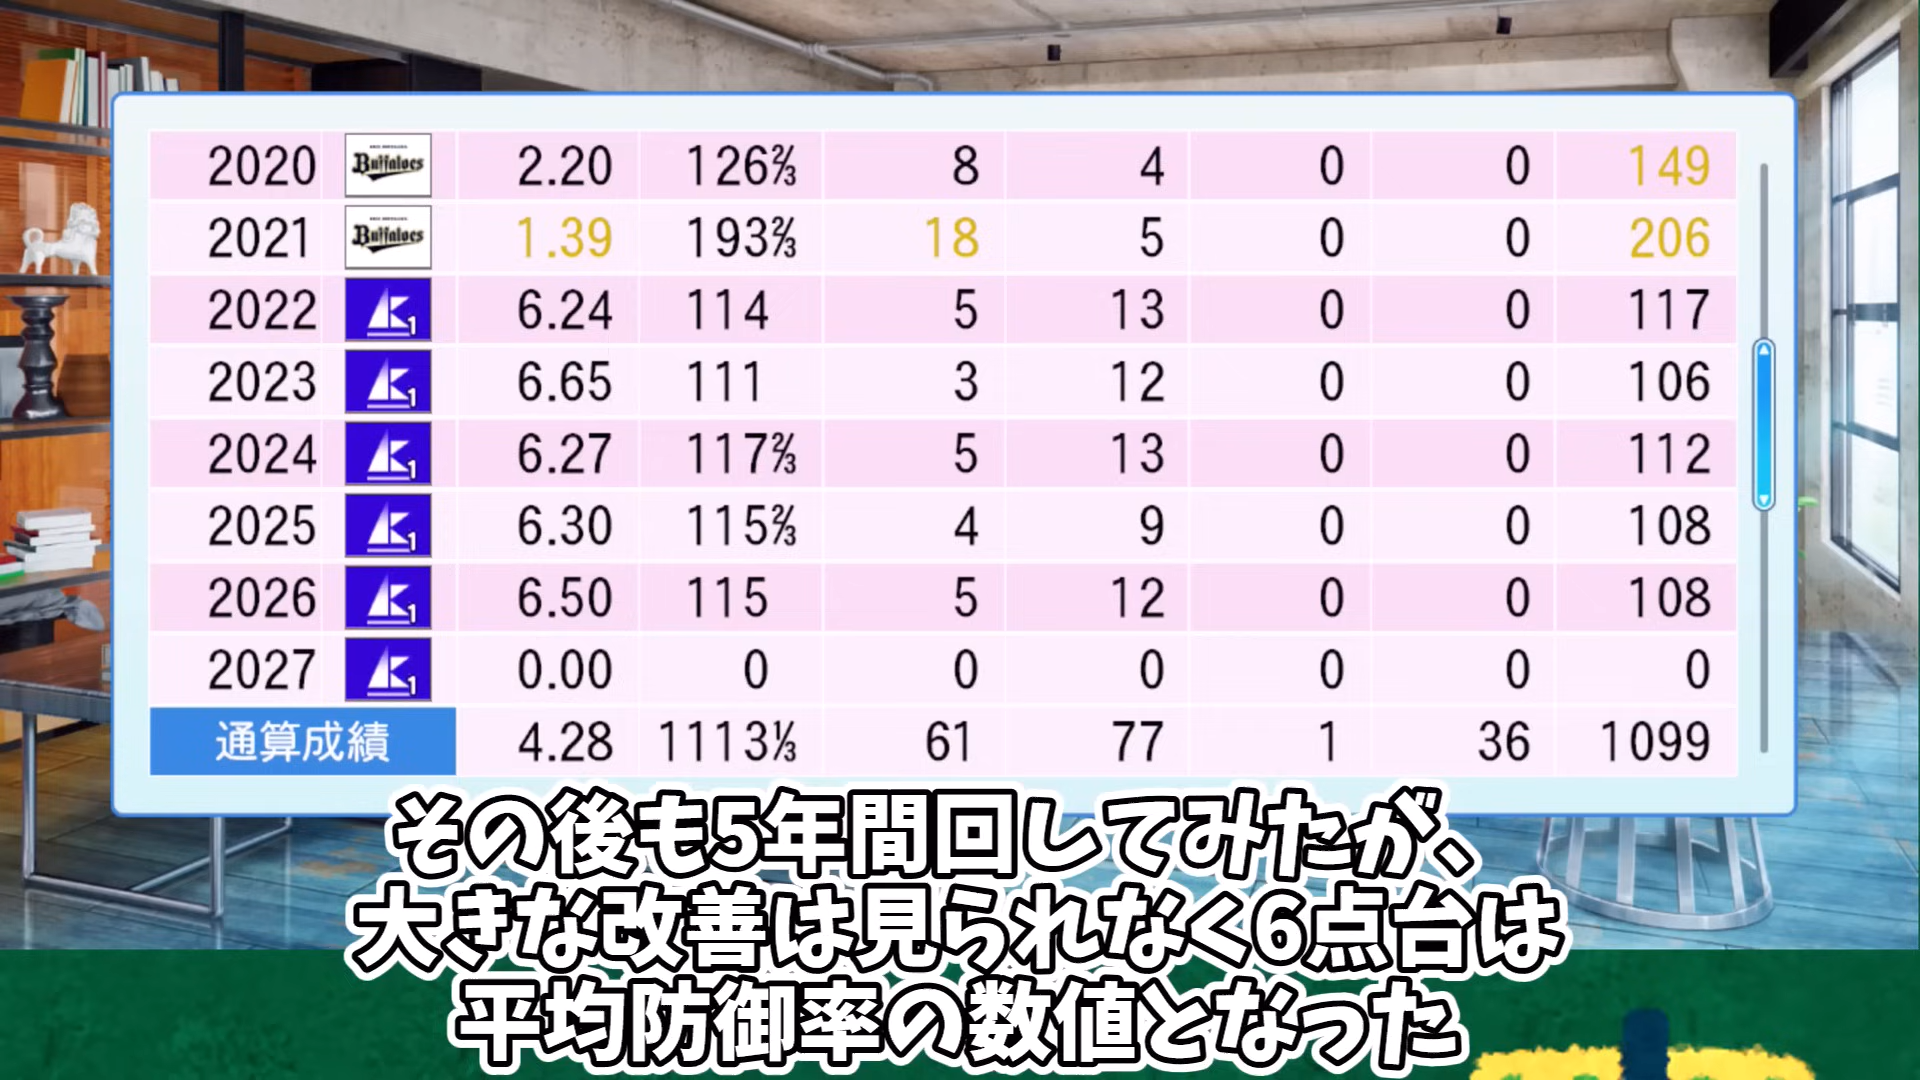 2020 Buffaloes 2.20 126⅔ 8 4 0 0 149
2021 Buffaloes 1.39 193⅔ 18 5 0 0 206
2022 K1 6.24 114 5 13 0 0 117
2023 K1 6.65 111 3 12 0 0 106
2024 K1 6.27 117⅔ 5 13 0 0 112
2025 K1 6.30 115⅔ 4 9 0 0 108
2026 K1 6.50 115 5 12 0 0 108
2027 K1 0.00 0 0 0 0 0 0
通算成績 4.28 1113⅓ 61 77 1 36 1099
その後も5年間回してみたが、
大きな改善は見られなく6点台は
平均防御率の数値となった